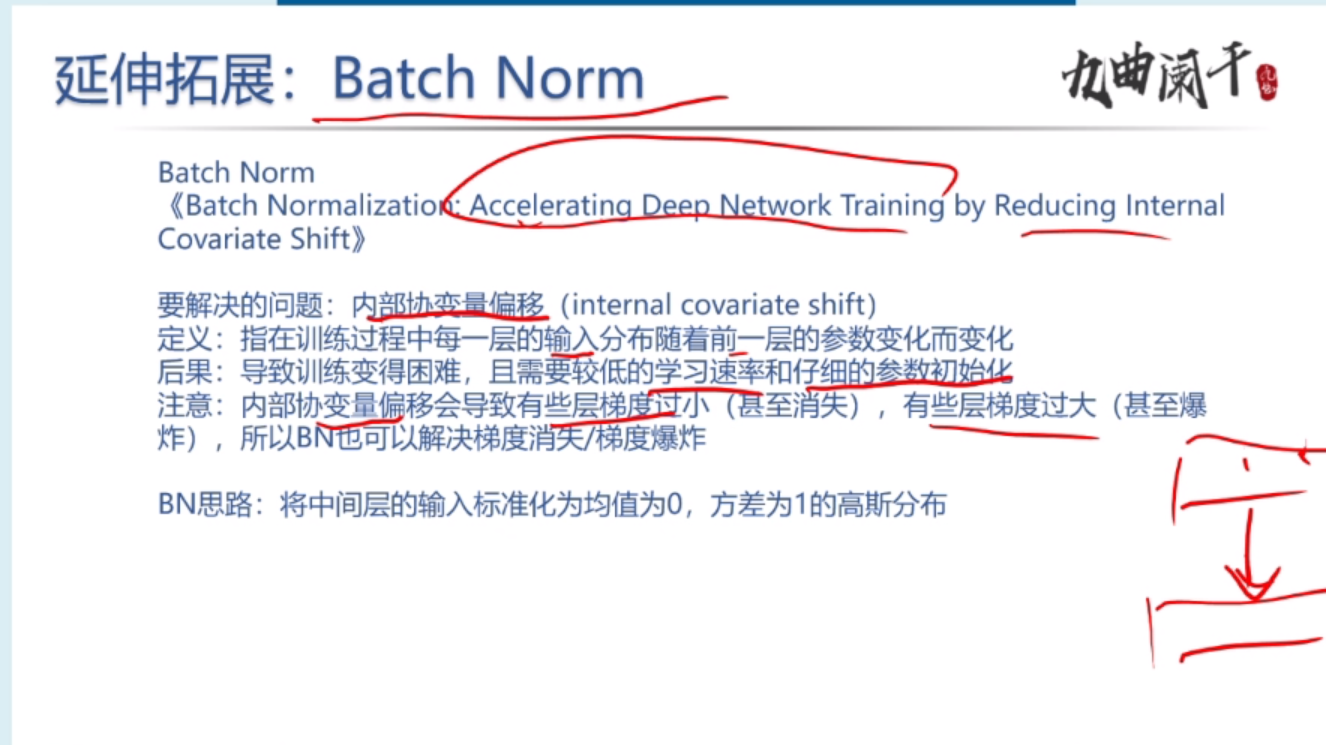 延伸拓展：Batch Norm
九曲阑干
Batch Norm
《Batch Normalization: Accelerating Deep Network Training by Reducing Internal
Covariate Shift》
要解决的问题：内部协变量偏移（internal covariate shift）
定义：指在训练过程中每一层的输入分布随着前一层的参数变化而变化
后果：导致训练变得困难，且需要较低的学习速率和仔细的参数初始化
注意：内部协变量偏移会导致有些层梯度过小（甚至消失），有些层梯度过大（甚至爆
炸），所以BN也可以解决梯度消失/梯度爆炸
BN思路：将中间层的输入标准化为均值为0，方差为1的高斯分布